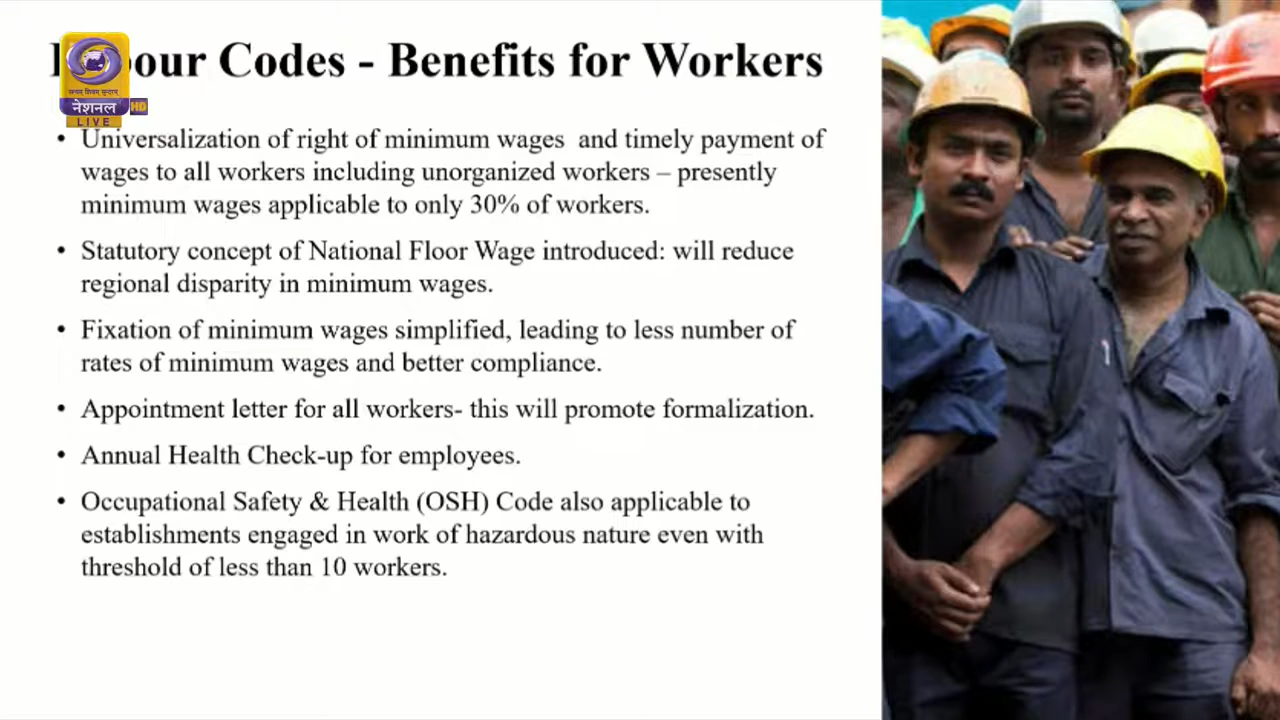 सत्यम् शिवम् सुन्दरम्
नेशनल HD
LIVE
Labour Codes - Benefits for Workers
• Universalization of right of minimum wages and timely payment of
wages to all workers including unorganized workers – presently
minimum wages applicable to only 30% of workers.
• Statutory concept of National Floor Wage introduced: will reduce
regional disparity in minimum wages.
• Fixation of minimum wages simplified, leading to less number of
rates of minimum wages and better compliance.
• Appointment letter for all workers- this will promote formalization.
• Annual Health Check-up for employees.
• Occupational Safety & Health (OSH) Code also applicable to
establishments engaged in work of hazardous nature even with
threshold of less than 10 workers.